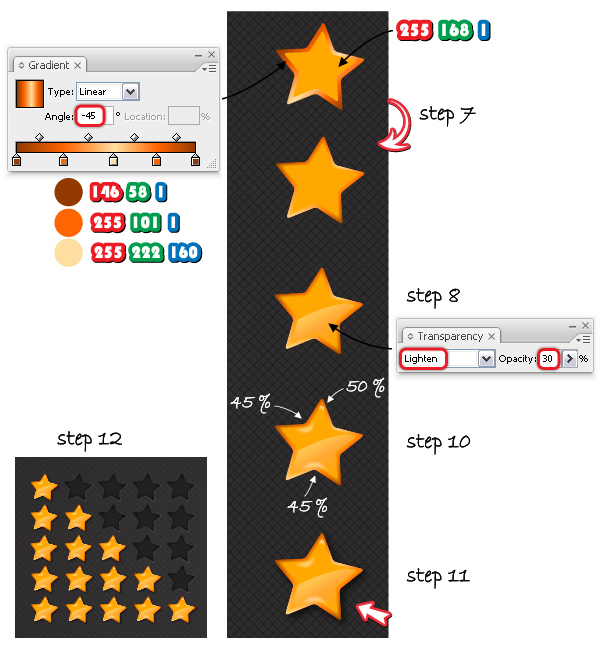 255 168 1
Gradient ×
Type: Linear
Angle: -45 ° Location: %
step 7
146 58 1
255 101 1
255 222 160
step 8
Transparency ×
Lighten Opacity: 30 %
50 %
45 %
step 12
step 10
45 %
step 11